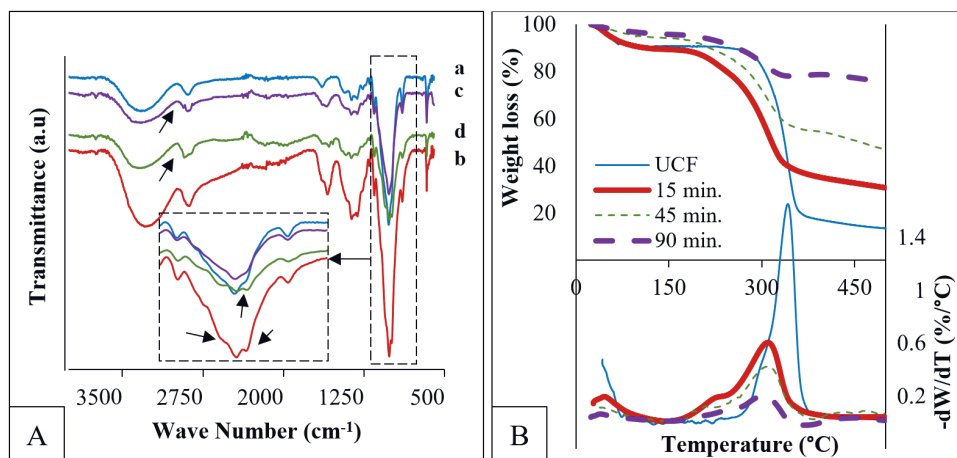 a
c
d
b
Transmittance (a.u)
3500 2750 2000 1250 500
Wave Number (cm⁻¹)
A
100
80
60
40
20
Weight loss (%)
UCF
15 min.
45 min.
90 min.
0 150 300 450
1.4
1
0.6
0.2
-dW/dT (%/°C)
Temperature (°C)
B